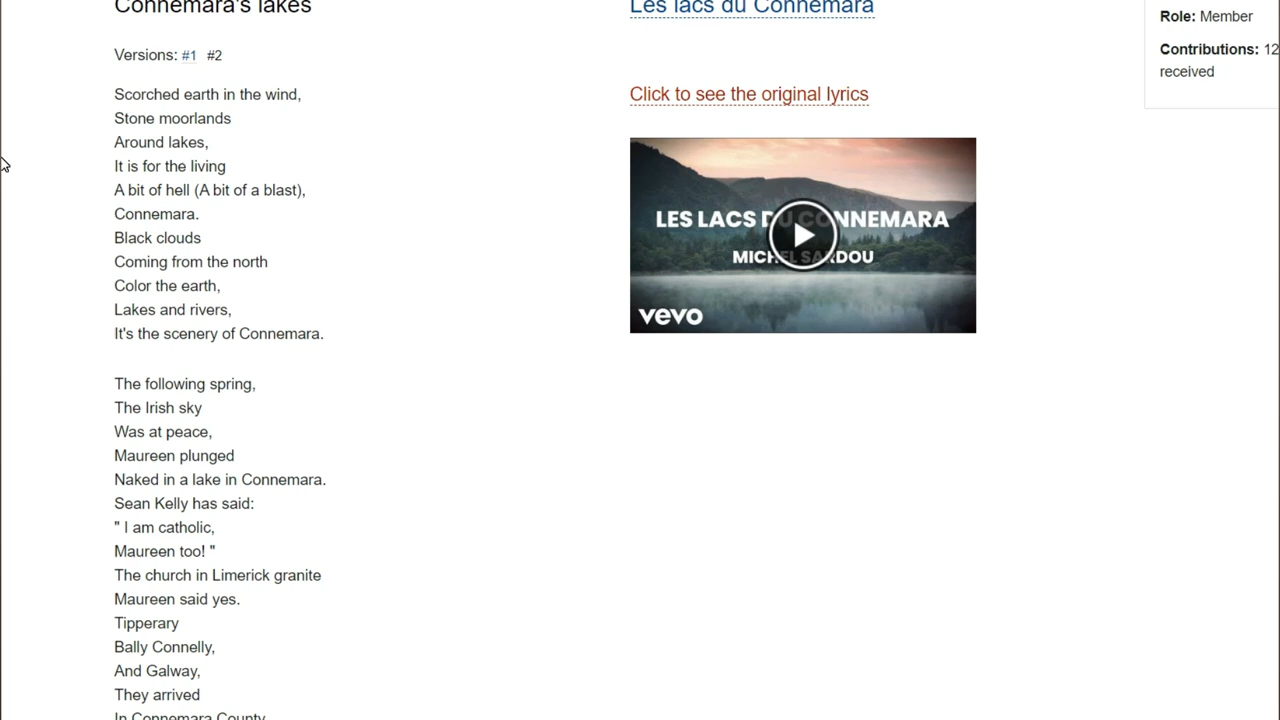 Connemara's lakes
Versions: #1 #2
Scorched earth in the wind,
Stone moorlands
Around lakes,
It is for the living
A bit of hell (A bit of a blast),
Connemara.
Black clouds
Coming from the north
Color the earth,
Lakes and rivers,
It's the scenery of Connemara.
The following spring,
The Irish sky
Was at peace,
Maureen plunged
Naked in a lake in Connemara.
Sean Kelly has said:
" I am catholic,
Maureen too! "
The church in Limerick granite
Maureen said yes.
Tipperary
Bally Connelly,
And Galway,
They arrived
In Connemara County
Les lacs du Connemara
Click to see the original lyrics
LES LACS DU CONNEMARA
MICHEL SARDOU
vevo
Role: Member
Contributions: 12
received